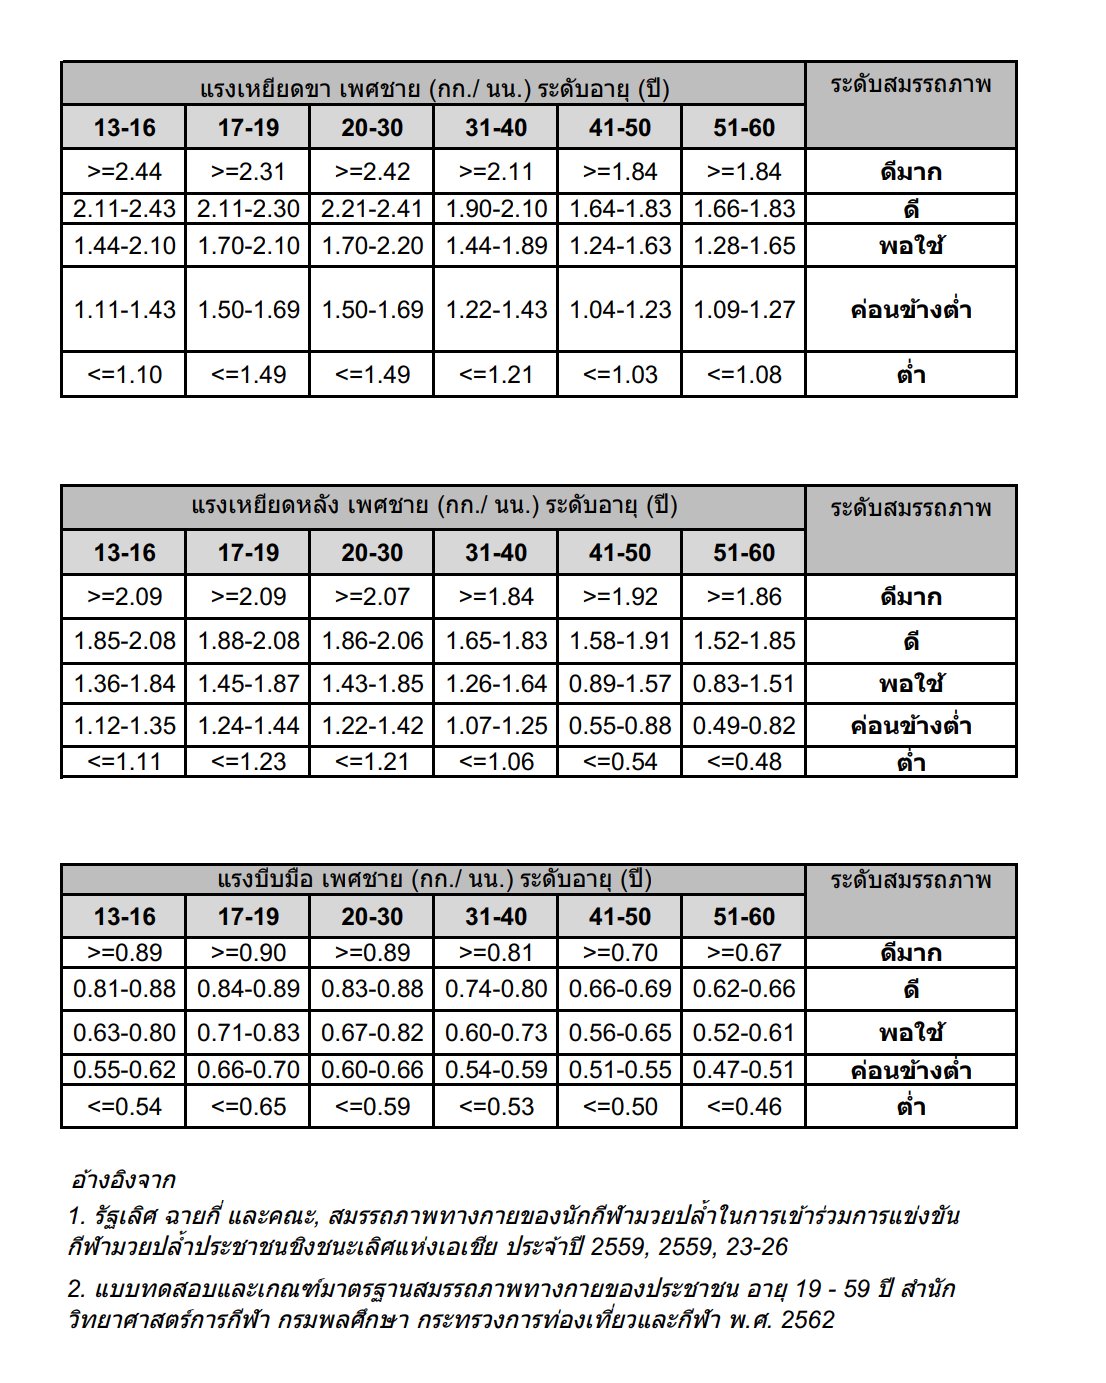 แรงเหยียดขา เพศชาย (กก./ นน.) ระดับอายุ (ปี) ระดับสมรรถภาพ
13-16 17-19 20-30 31-40 41-50 51-60
>=2.44 >=2.31 >=2.42 >=2.11 >=1.84 >=1.84 ดีมาก
2.11-2.43 2.11-2.30 2.21-2.41 1.90-2.10 1.64-1.83 1.66-1.83 ดี
1.44-2.10 1.70-2.10 1.70-2.20 1.44-1.89 1.24-1.63 1.28-1.65 พอใช้
1.11-1.43 1.50-1.69 1.50-1.69 1.22-1.43 1.04-1.23 1.09-1.27 ค่อนข้างต่ำ
<=1.10 <=1.49 <=1.49 <=1.21 <=1.03 <=1.08 ต่ำ
แรงเหยียดหลัง เพศชาย (กก./ นน.) ระดับอายุ (ปี) ระดับสมรรถภาพ
13-16 17-19 20-30 31-40 41-50 51-60
>=2.09 >=2.09 >=2.07 >=1.84 >=1.92 >=1.86 ดีมาก
1.85-2.08 1.88-2.08 1.86-2.06 1.65-1.83 1.58-1.91 1.52-1.85 ดี
1.36-1.84 1.45-1.87 1.43-1.85 1.26-1.64 0.89-1.57 0.83-1.51 พอใช้
1.12-1.35 1.24-1.44 1.22-1.42 1.07-1.25 0.55-0.88 0.49-0.82 ค่อนข้างต่ำ
<=1.11 <=1.23 <=1.21 <=1.06 <=0.54 <=0.48 ต่ำ
แรงบีบมือ เพศชาย (กก./ นน.) ระดับอายุ (ปี) ระดับสมรรถภาพ
13-16 17-19 20-30 31-40 41-50 51-60
>=0.89 >=0.90 >=0.89 >=0.81 >=0.70 >=0.67 ดีมาก
0.81-0.88 0.84-0.89 0.83-0.88 0.74-0.80 0.66-0.69 0.62-0.66 ดี
0.63-0.80 0.71-0.83 0.67-0.82 0.60-0.73 0.56-0.65 0.52-0.61 พอใช้
0.55-0.62 0.66-0.70 0.60-0.66 0.54-0.59 0.51-0.55 0.47-0.51 ค่อนข้างต่ำ
<=0.54 <=0.65 <=0.59 <=0.53 <=0.50 <=0.46 ต่ำ
อ้างอิงจาก
1. รัฐเลิศ ฉายกี่ และคณะ, สมรรถภาพทางกายของนักกีฬามวยปล้ำในการเข้าร่วมการแข่งขัน
กีฬามวยปล้ำประชาชนชิงชนะเลิศแห่งเอเชีย ประจ้าปี 2559, 2559, 23-26
2. แบบทดสอบและเกณฑ์มาตรฐานสมรรถภาพทางกายของประชาชน อายุ 19 - 59 ปี สำนัก
วิทยาศาสตร์การกีฬา กรมพลศึกษา กระทรวงการท่องเที่ยวและกีฬา พ.ศ. 2562